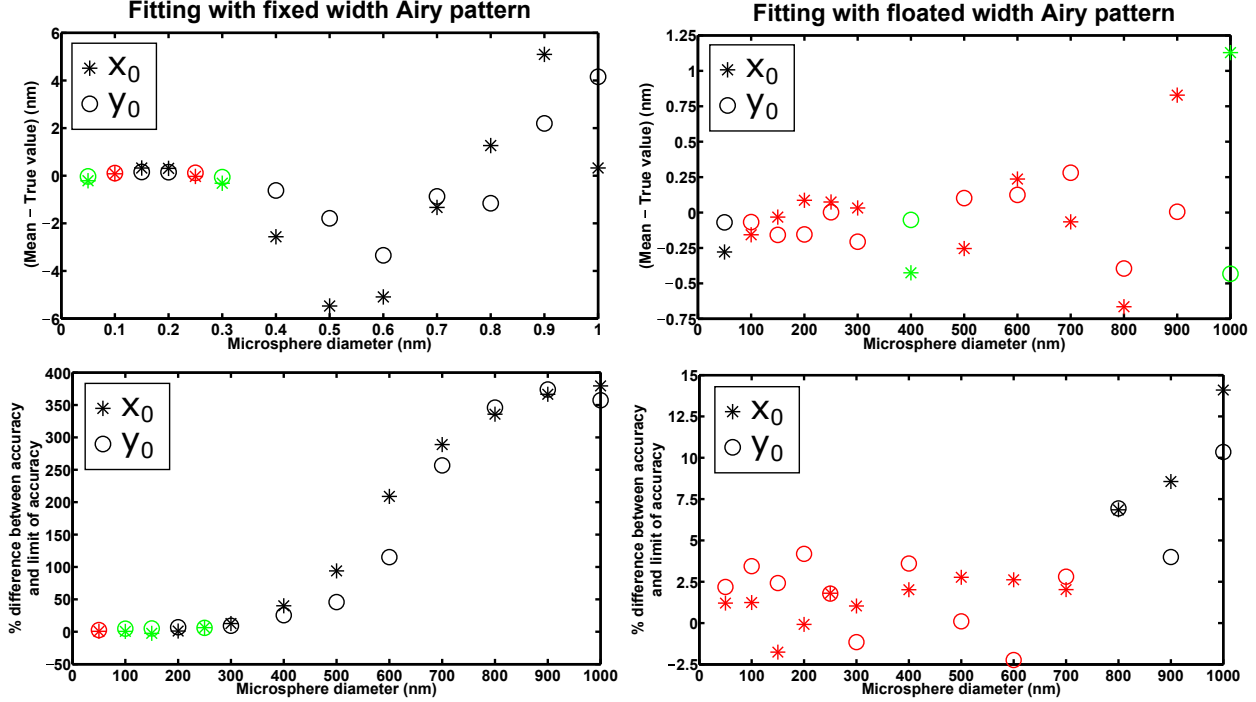 Fitting with fixed width Airy pattern
6
4
2
0
−2
−4
−6
(Mean − True value) (nm)
x0
y0
0 0.1 0.2 0.3 0.4 0.5 0.6 0.7 0.8 0.9 1
Microsphere diameter (nm)
Fitting with floated width Airy pattern
1.25
1
0.75
0.5
0.25
0
−0.25
−0.5
−0.75
(Mean − True value) (nm)
x0
y0
0 100 200 300 400 500 600 700 800 900 1000
Microsphere diameter (nm)
400
350
300
250
200
150
100
50
0
−50
% difference between accuracy
and limit of accuracy
x0
y0
0 100 200 300 400 500 600 700 800 900 1000
Microsphere diameter (nm)
15
12.5
10
7.5
5
2.5
0
−2.5
% difference between accuracy
and limit of accuracy
x0
y0
0 100 200 300 400 500 600 700 800 900 1000
Microsphere diameter (nm)